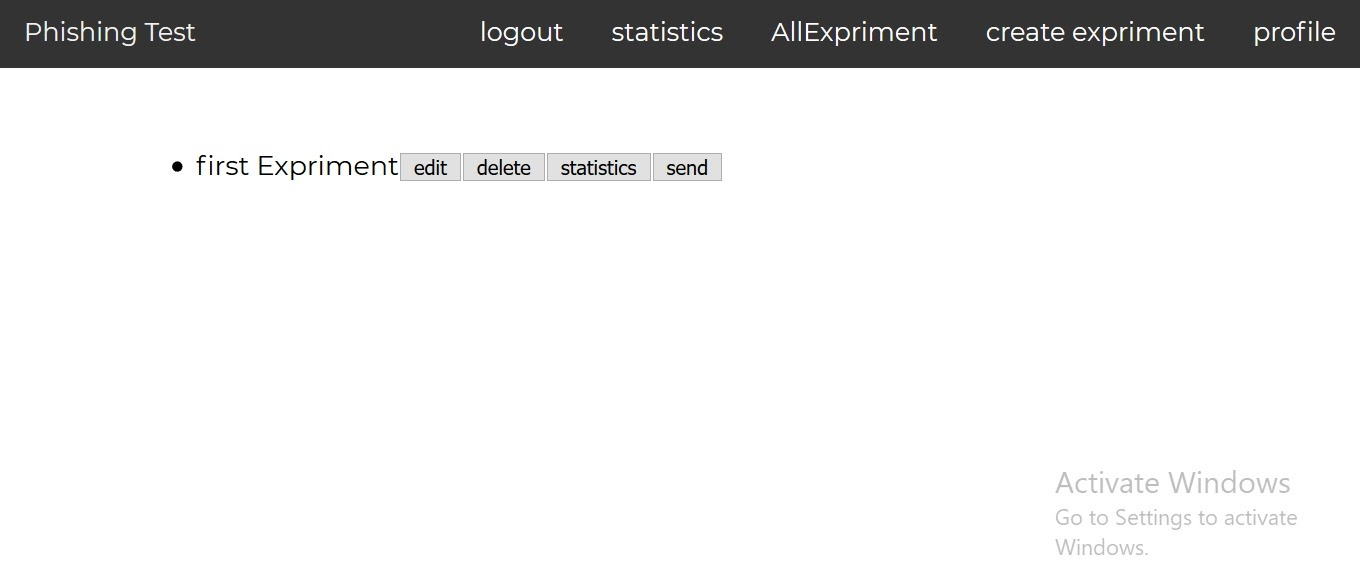 Phishing Test logout statistics AllExpriment create expriment profile
first Expriment edit delete statistics send
Activate Windows
Go to Settings to activate
Windows.